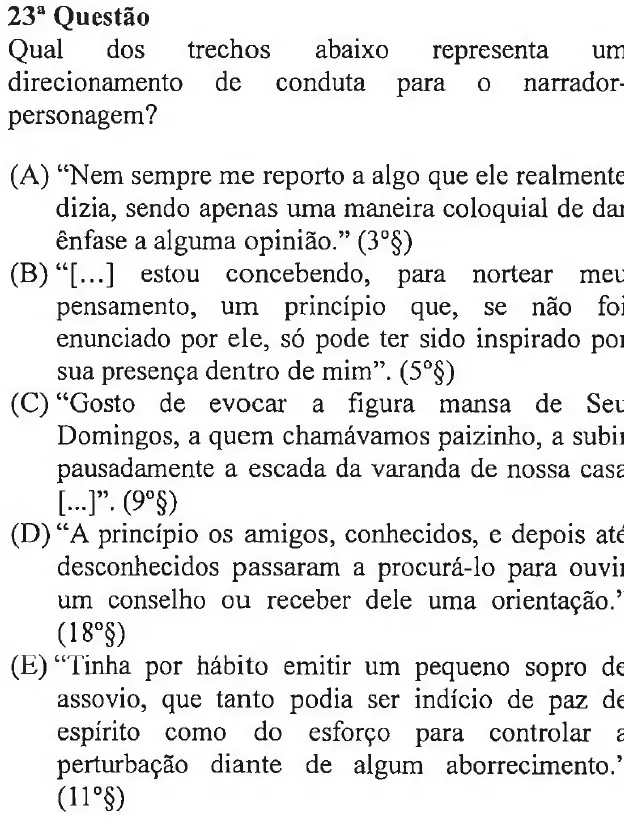 23ª Questão
Qual dos trechos abaixo representa um
direcionamento de conduta para o narrador-
personagem?
(A) “Nem sempre me reporto a algo que ele realmente
dizia, sendo apenas uma maneira coloquial de dar
ênfase a alguma opinião.” (3º§)
(B) “[...] estou concebendo, para nortear meu
pensamento, um princípio que, se não foi
enunciado por ele, só pode ter sido inspirado por
sua presença dentro de mim”. (5º§)
(C) “Gosto de evocar a figura mansa de Seu
Domingos, a quem chamávamos paizinho, a subir
pausadamente a escada da varanda de nossa casa
[...]”. (9º§)
(D) “A princípio os amigos, conhecidos, e depois até
desconhecidos passaram a procurá-lo para ouvir
um conselho ou receber dele uma orientação.”
(18º§)
(E) “Tinha por hábito emitir um pequeno sopro de
assovio, que tanto podia ser indício de paz de
espírito como do esforço para controlar a
perturbação diante de algum aborrecimento.”
(11º§)